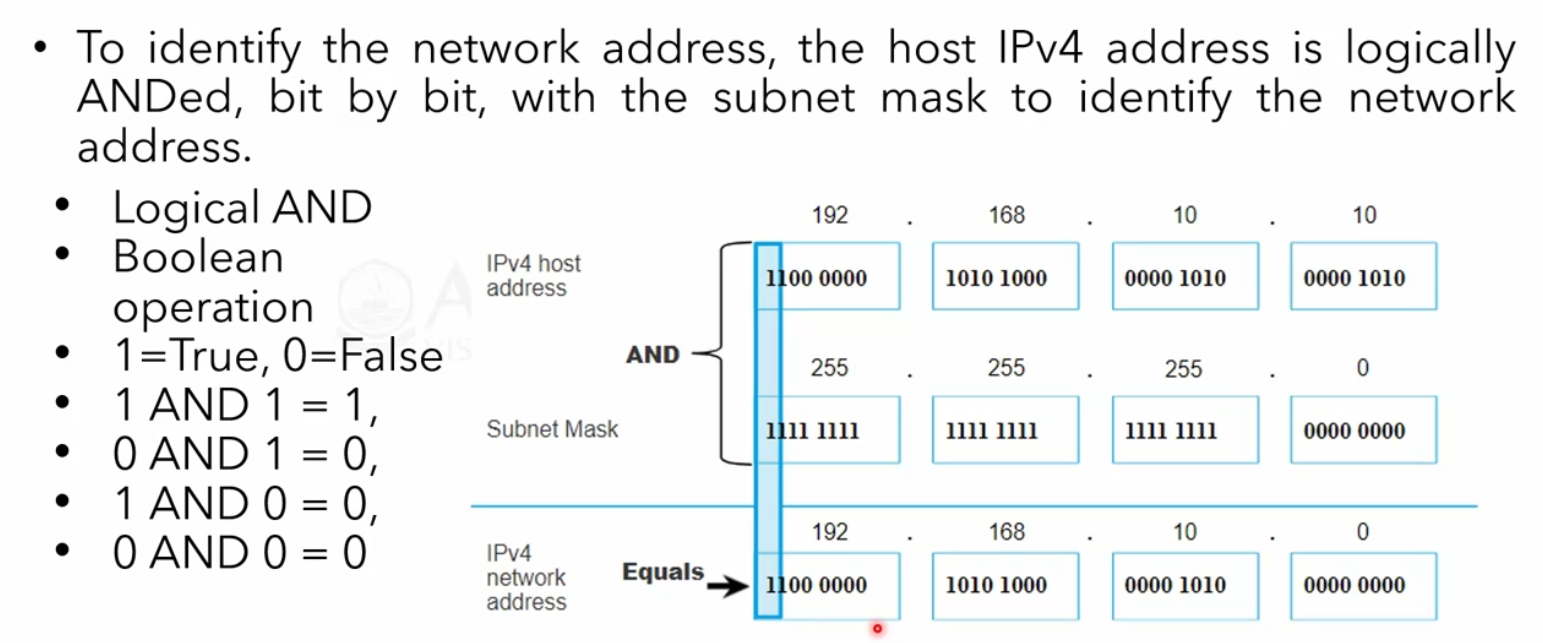 • To identify the network address, the host IPv4 address is logically
ANDed, bit by bit, with the subnet mask to identify the network
address.
• Logical AND
• Boolean
operation
• 1=True, 0=False
• 1 AND 1 = 1,
• 0 AND 1 = 0,
• 1 AND 0 = 0,
• 0 AND 0 = 0
192 . 168 . 10 . 10
IPv4 host
address
1100 0000 1010 1000 0000 1010 0000 1010
AND
255 . 255 . 255 . 0
Subnet Mask
1111 1111 1111 1111 1111 1111 0000 0000
192 . 168 . 10 . 0
IPv4
network
address
Equals
1100 0000 1010 1000 0000 1010 0000 0000